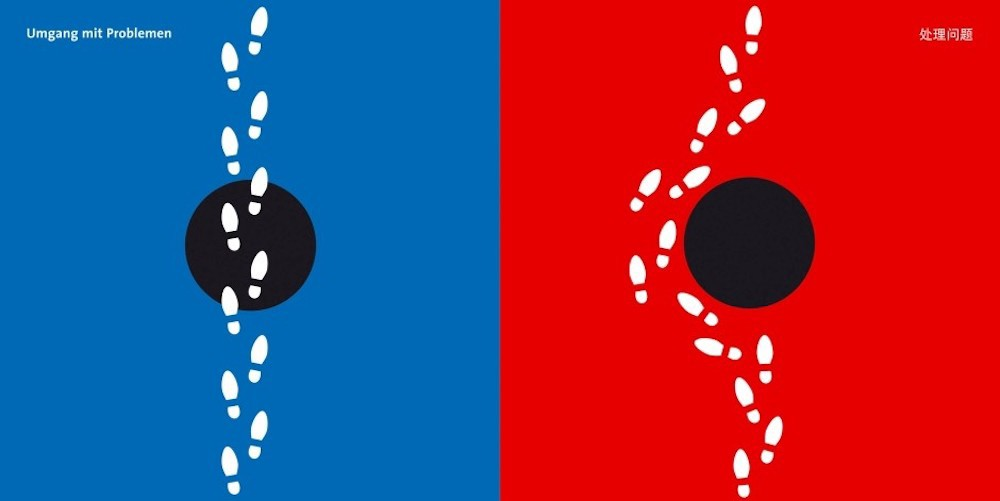 Umgang mit Problemen
处理问题